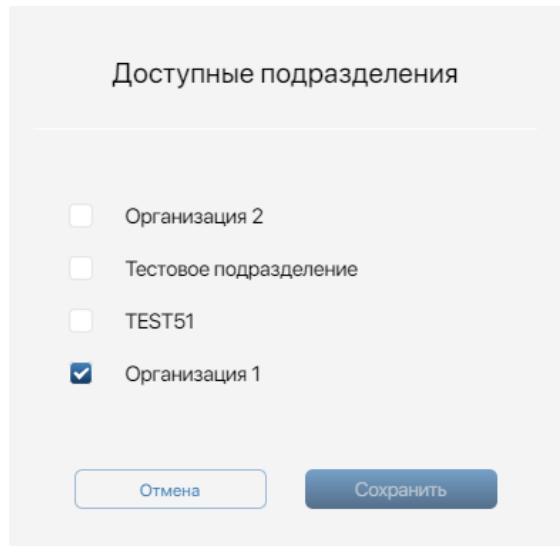 Доступные подразделения
Организация 2
Тестовое подразделение
TEST51
Организация 1
Отмена
Сохранить